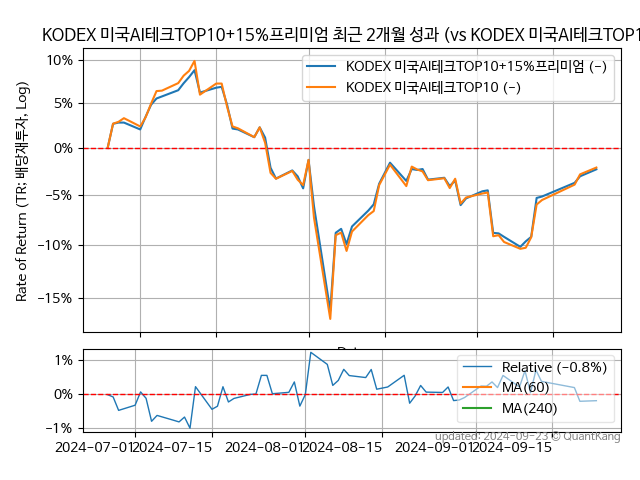 KODEX 미국AI테크TOP10+15%프리미엄 최근 2개월 성과 (vs KODEX 미국AI테크TOP1
10%
5%
0%
−5%
−10%
−15%
Rate of Return (TR: 배당재투자, Log)
KODEX 미국AI테크TOP10+15%프리미엄 (-)
KODEX 미국AI테크TOP10 (-)
1%
0%
−1%
Relative (-0.8%)
MA(60)
MA(240)
2024-07-01
2024-07-15
2024-08-01
2024-08-15
2024-09-01
2024-09-15
updated: 2024-09-23 © QuantKang